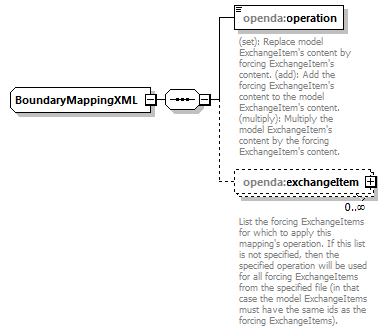 openda:operation
(set): Replace model
ExchangeItem's content by
forcing ExchangeItem's
content. (add): Add the
forcing ExchangeItem's
content to the model
ExchangeItem's content.
(multiply): Multiply the
model ExchangeItem's
content by the forcing
ExchangeItem's content.
BoundaryMappingXML
openda:exchangeItem
0..∞
List the forcing ExchangeItems
for which to apply this
mapping's operation. If this list
is not specified, then the
specified operation will be used
for all forcing ExchangeItems
from the specified file (in that
case the model ExchangeItems
must have the same ids as the
forcing ExchangeItems).